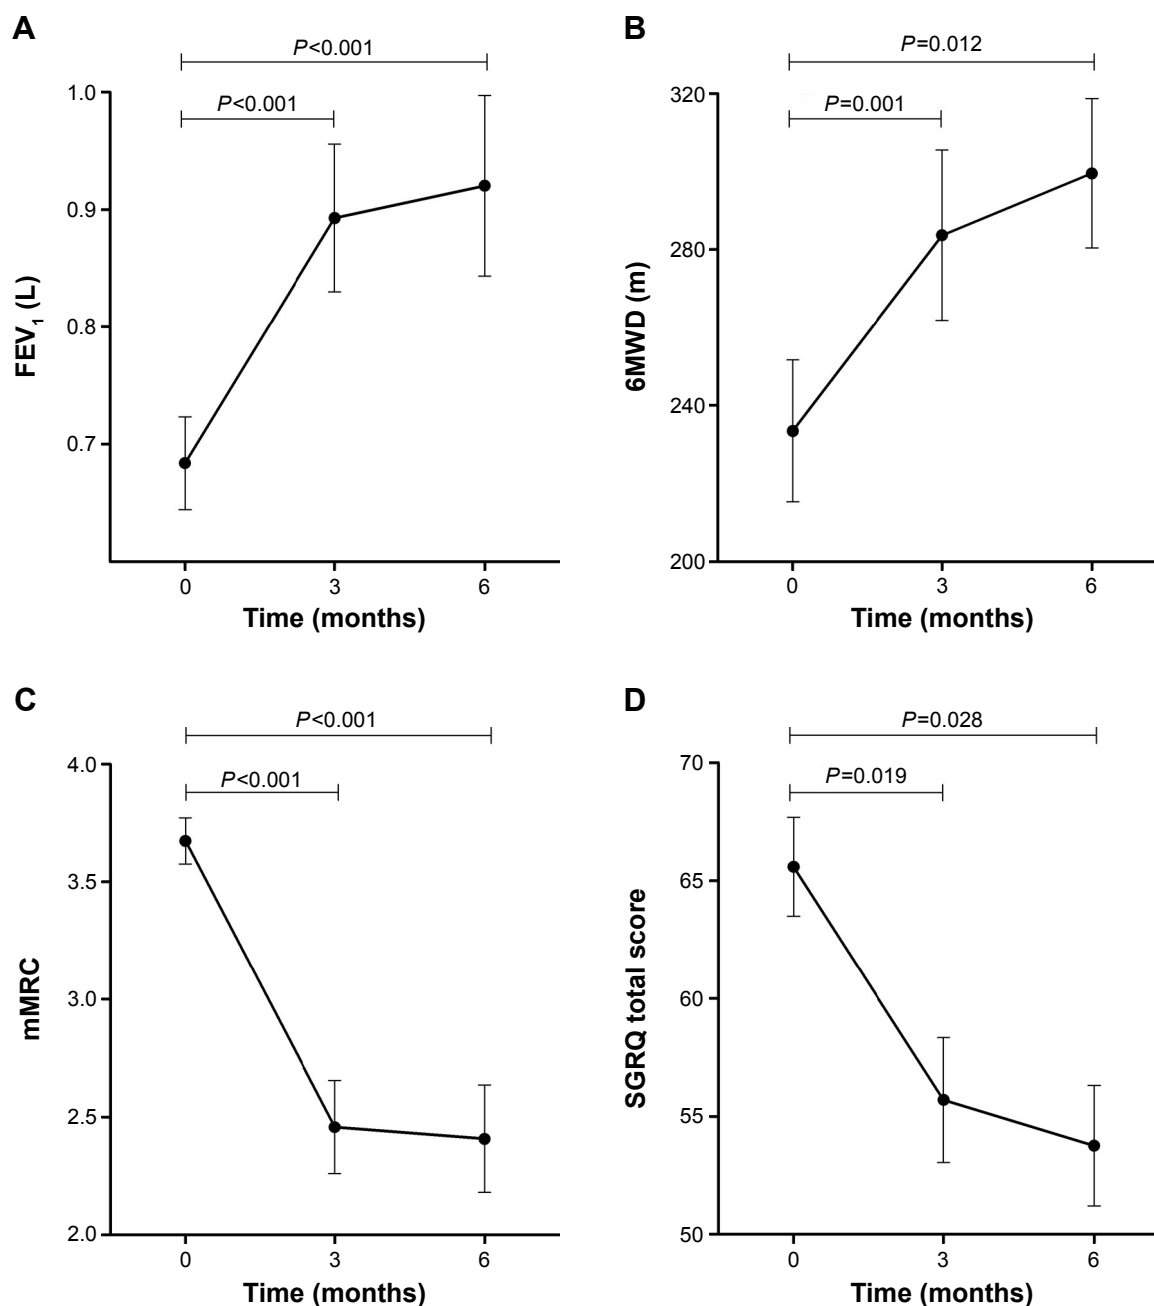 A
P<0.001
P<0.001
1.0
0.9
0.8
0.7
FEV₁ (L)
0 3 6
Time (months)
B
P=0.012
P=0.001
320
280
240
200
6MWD (m)
0 3 6
Time (months)
C
P<0.001
P<0.001
4.0
3.5
3.0
2.5
2.0
mMRC
0 3 6
Time (months)
D
P=0.028
P=0.019
70
65
60
55
50
SGRQ total score
0 3 6
Time (months)